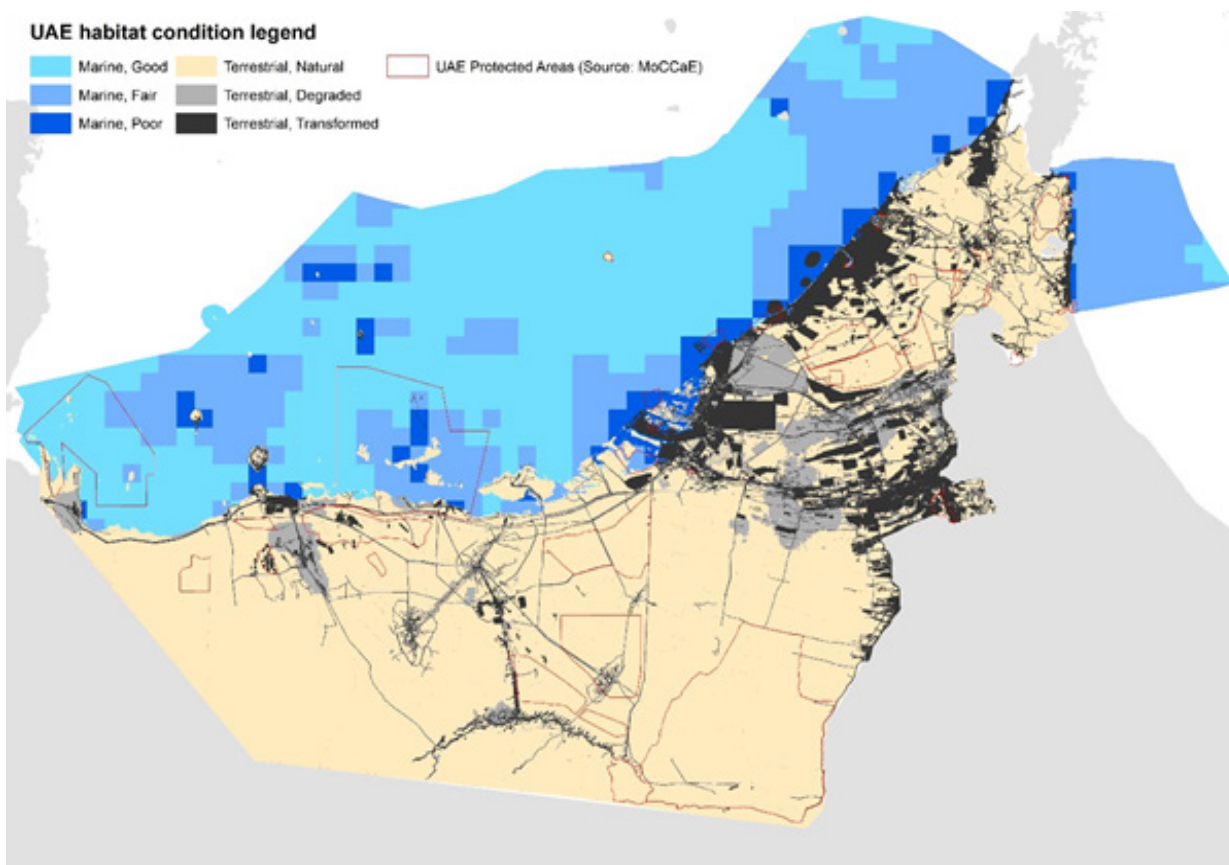 UAE habitat condition legend
Marine, Good
Terrestrial, Natural
UAE Protected Areas (Source: MoCCaE)
Marine, Fair
Terrestrial, Degraded
Marine, Poor
Terrestrial, Transformed